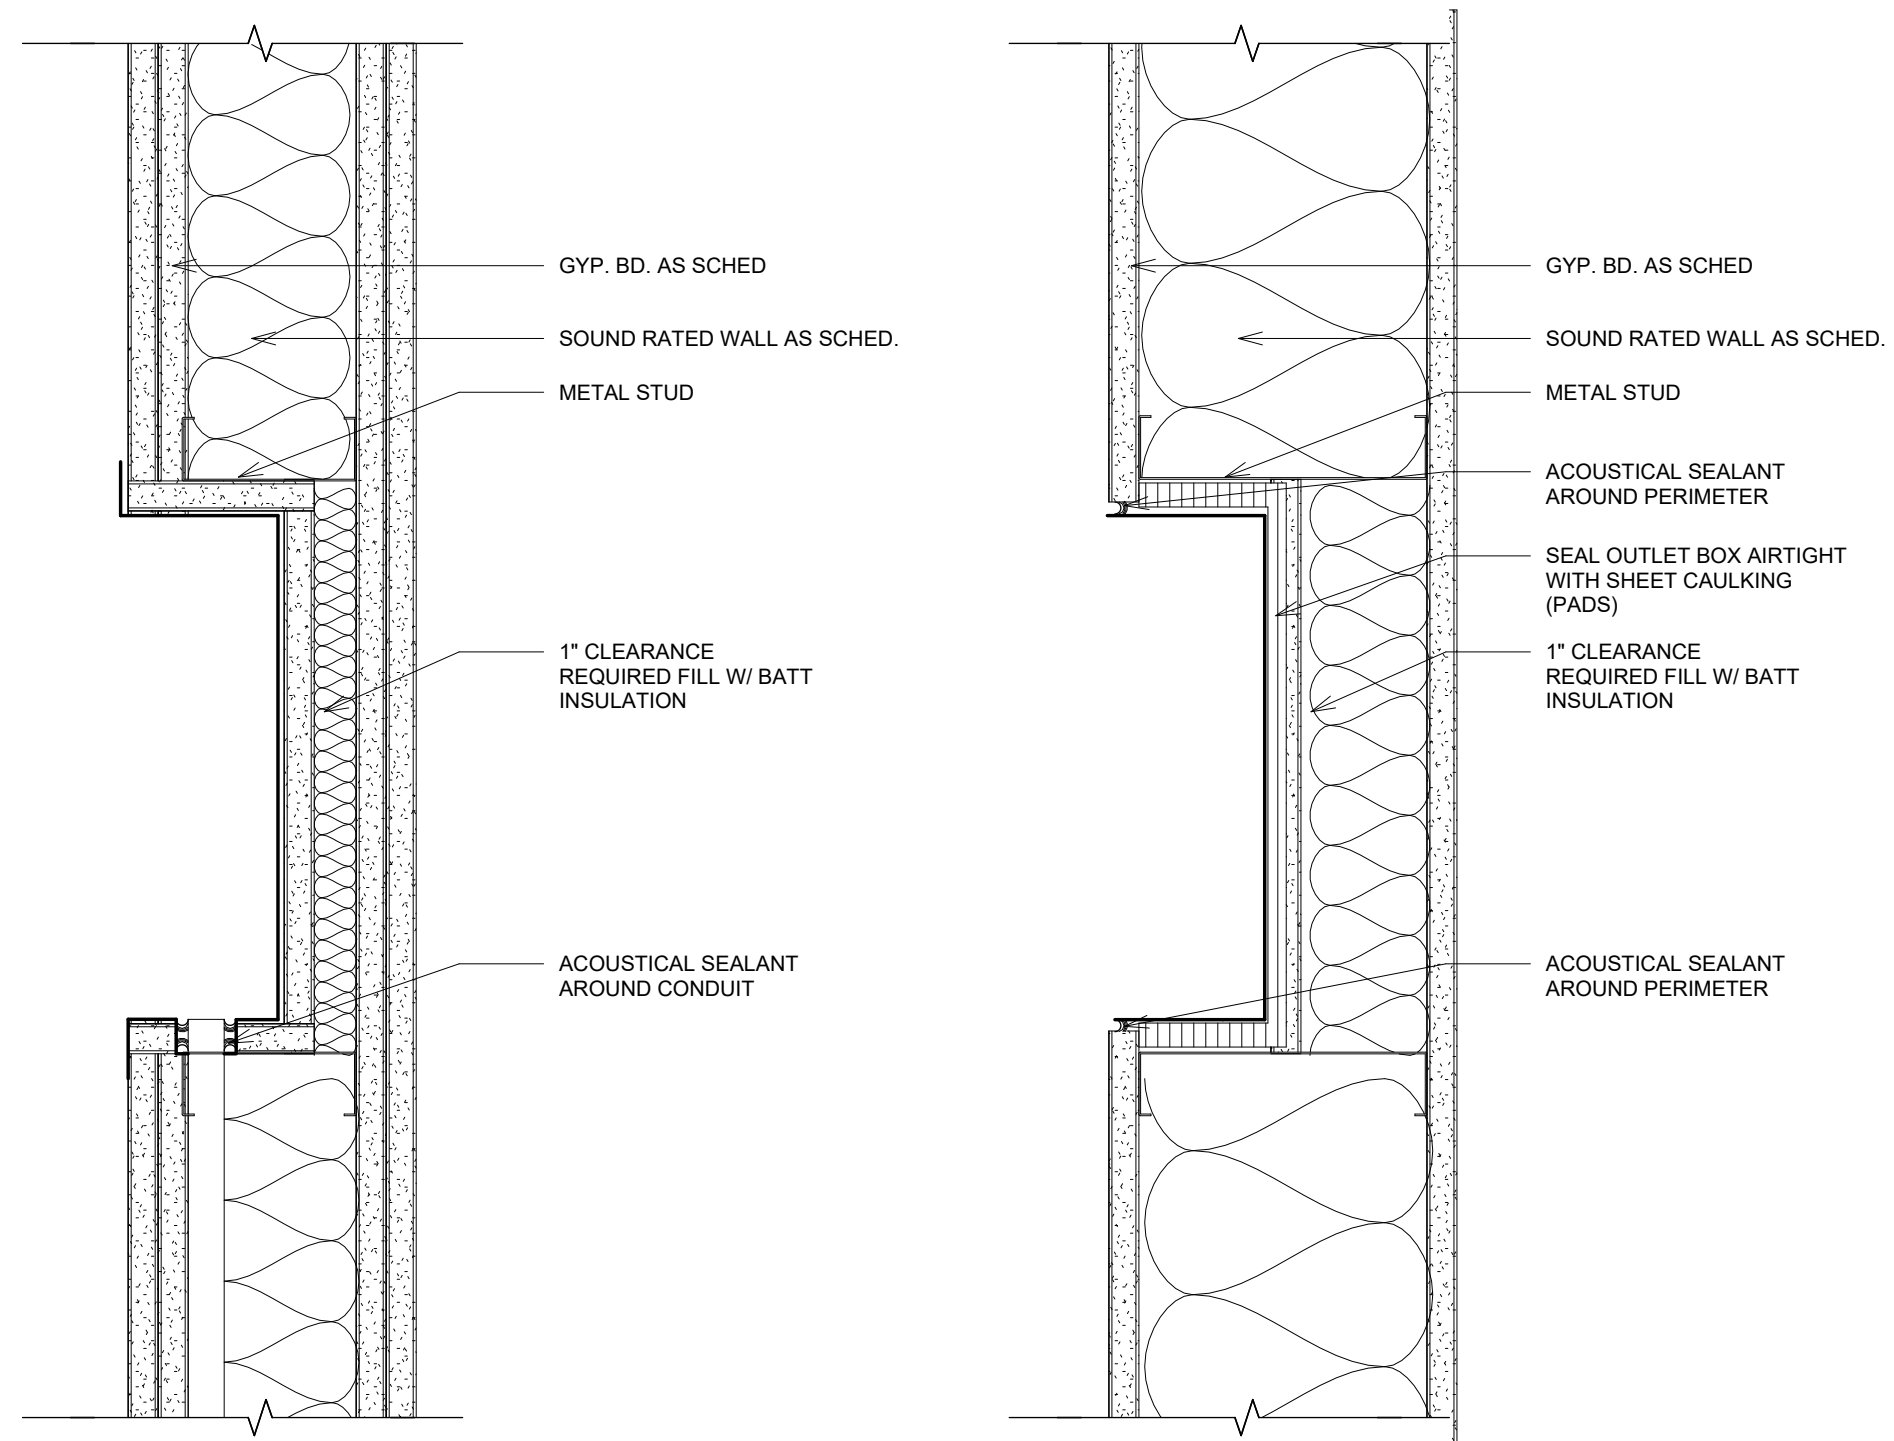 GYP. BD. AS SCHED
SOUND RATED WALL AS SCHED.
METAL STUD
1" CLEARANCE
REQUIRED FILL W/ BATT
INSULATION
ACOUSTICAL SEALANT
AROUND CONDUIT
GYP. BD. AS SCHED
SOUND RATED WALL AS SCHED.
METAL STUD
ACOUSTICAL SEALANT
AROUND PERIMETER
SEAL OUTLET BOX AIRTIGHT
WITH SHEET CAULKING
(PADS)
1" CLEARANCE
REQUIRED FILL W/ BATT
INSULATION
ACOUSTICAL SEALANT
AROUND PERIMETER